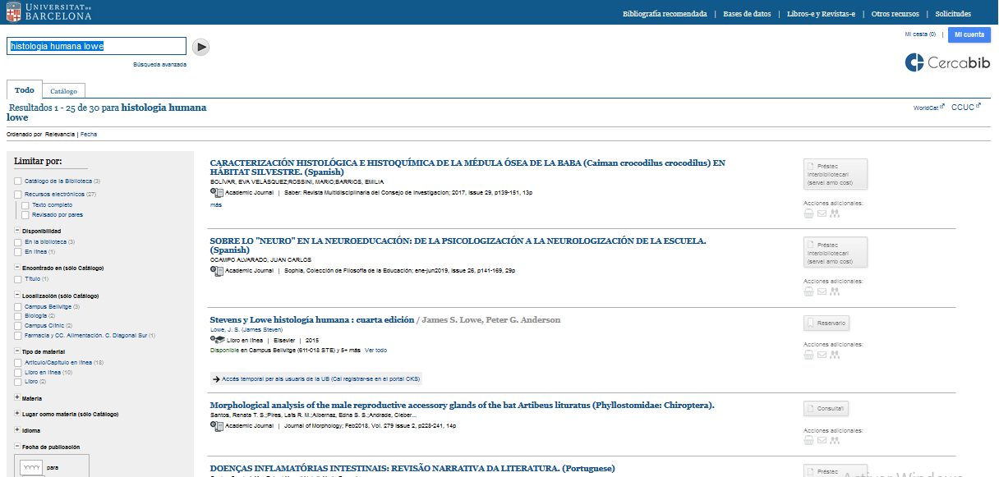 UNIVERSITAT DE
BARCELONA
Bibliografía recomendada | Bases de datos | Libros-e y Revistas-e | Otros recursos | Solicitudes
histologia humana lowe
Mi cesta (0) | Mi cuenta
Búsqueda avanzada
Cercabib
Todo
Catálogo
Resultados 1 - 25 de 30 para histologia humana
lowe
WorldCat CCUC
Ordenado por Relevancia | Fecha
Limitar por:
Catálogo de la Biblioteca (3)
Recursos electrónicos (27)
Texto completo
Revisado por pares
Disponibilidad
En la biblioteca (3)
En línea (1)
Encontrado en (sólo Catálogo)
Título (1)
Localización (sólo Catálogo)
Campus Bellvitge (3)
Biologia (2)
Campus Clínic (2)
Farmàcia y CC. Alimentación. C. Diagonal Sur (1)
Tipo de material
Artículo/Capítulo en línea (18)
Libro en línea (10)
Libro (2)
Materia
Lugar como materia (sólo Catálogo)
Idioma
Fecha de publicación
YYYY para
CARACTERIZACIÓN HISTOLÓGICA E HISTOQUÍMICA DE LA MÉDULA ÓSEA DE LA BABA (Caiman crocodilus crocodilus) EN
HÁBITAT SILVESTRE. (Spanish)
BOLÍVAR, EVA VELÁSQUEZ;ROSSINI, MARIO;BARRIOS, EMILIA
Academic Journal | Saber: Revista Multidisciplinaria del Consejo de Investigacion; 2017, Issue 29, p139-151, 13p
más
Préstec
interbibliotecari
(servei amb cost)
Acciones adicionales:
SOBRE LO "NEURO" EN LA NEUROEDUCACIÓN: DE LA PSICOLOGIZACIÓN A LA NEUROLOGIZACIÓN DE LA ESCUELA.
(Spanish)
OCAMPO ALVARADO, JUAN CARLOS
Academic Journal | Sophia, Colección de Filosofía de la Educación; ene-jun2019, Issue 26, p141-169, 29p
Préstec
interbibliotecari
(servei amb cost)
Acciones adicionales:
Stevens y Lowe histología humana : cuarta edición / James S. Lowe, Peter G. Anderson
Lowe, J. S. (James Steven)
Libro en línea | Elsevier | 2015
Disponible en Campus Bellvitge (611-018 STE) y 5+ más Ver todo
Accés temporal per als usuaris de la UB (Cal registrar-se en el portal CKS)
Reservarlo
Acciones adicionales:
Morphological analysis of the male reproductive accessory glands of the bat Artibeus lituratus (Phyllostomidae: Chiroptera).
Santos, Renata T. S.;Pires, Laís R. M.;Albernaz, Edna S. S.;Andrade, Cleber...
Academic Journal | Journal of Morphology; Feb2018, Vol. 279 Issue 2, p228-241, 14p
Consulta'l
Acciones adicionales:
DOENÇAS INFLAMATÓRIAS INTESTINAIS: REVISÃO NARRATIVA DA LITERATURA. (Portuguese)
Préstec